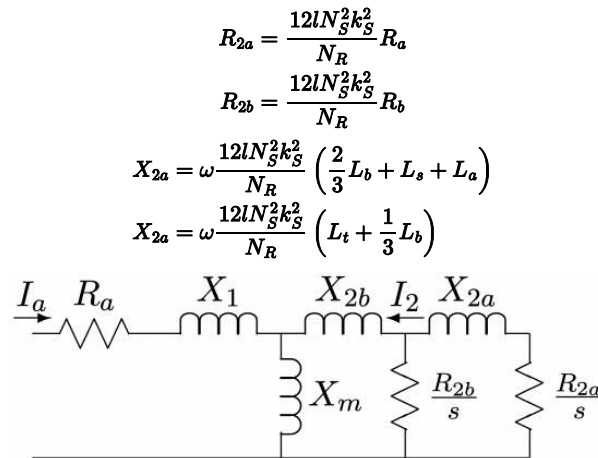 R_{2a} = \frac{12lN_S^2k_S^2}{N_R} R_a
R_{2b} = \frac{12lN_S^2k_S^2}{N_R} R_b
X_{2a} = ω\frac{12lN_S^2k_S^2}{N_R} \left(\frac{2}{3}L_b + L_s + L_a\right)
X_{2a} = ω\frac{12lN_S^2k_S^2}{N_R} \left(L_t + \frac{1}{3}L_b\right)
I_a R_a X_1 X_{2b} I_2 X_{2a}
X_m \frac{R_{2b}}{s} \frac{R_{2a}}{s}